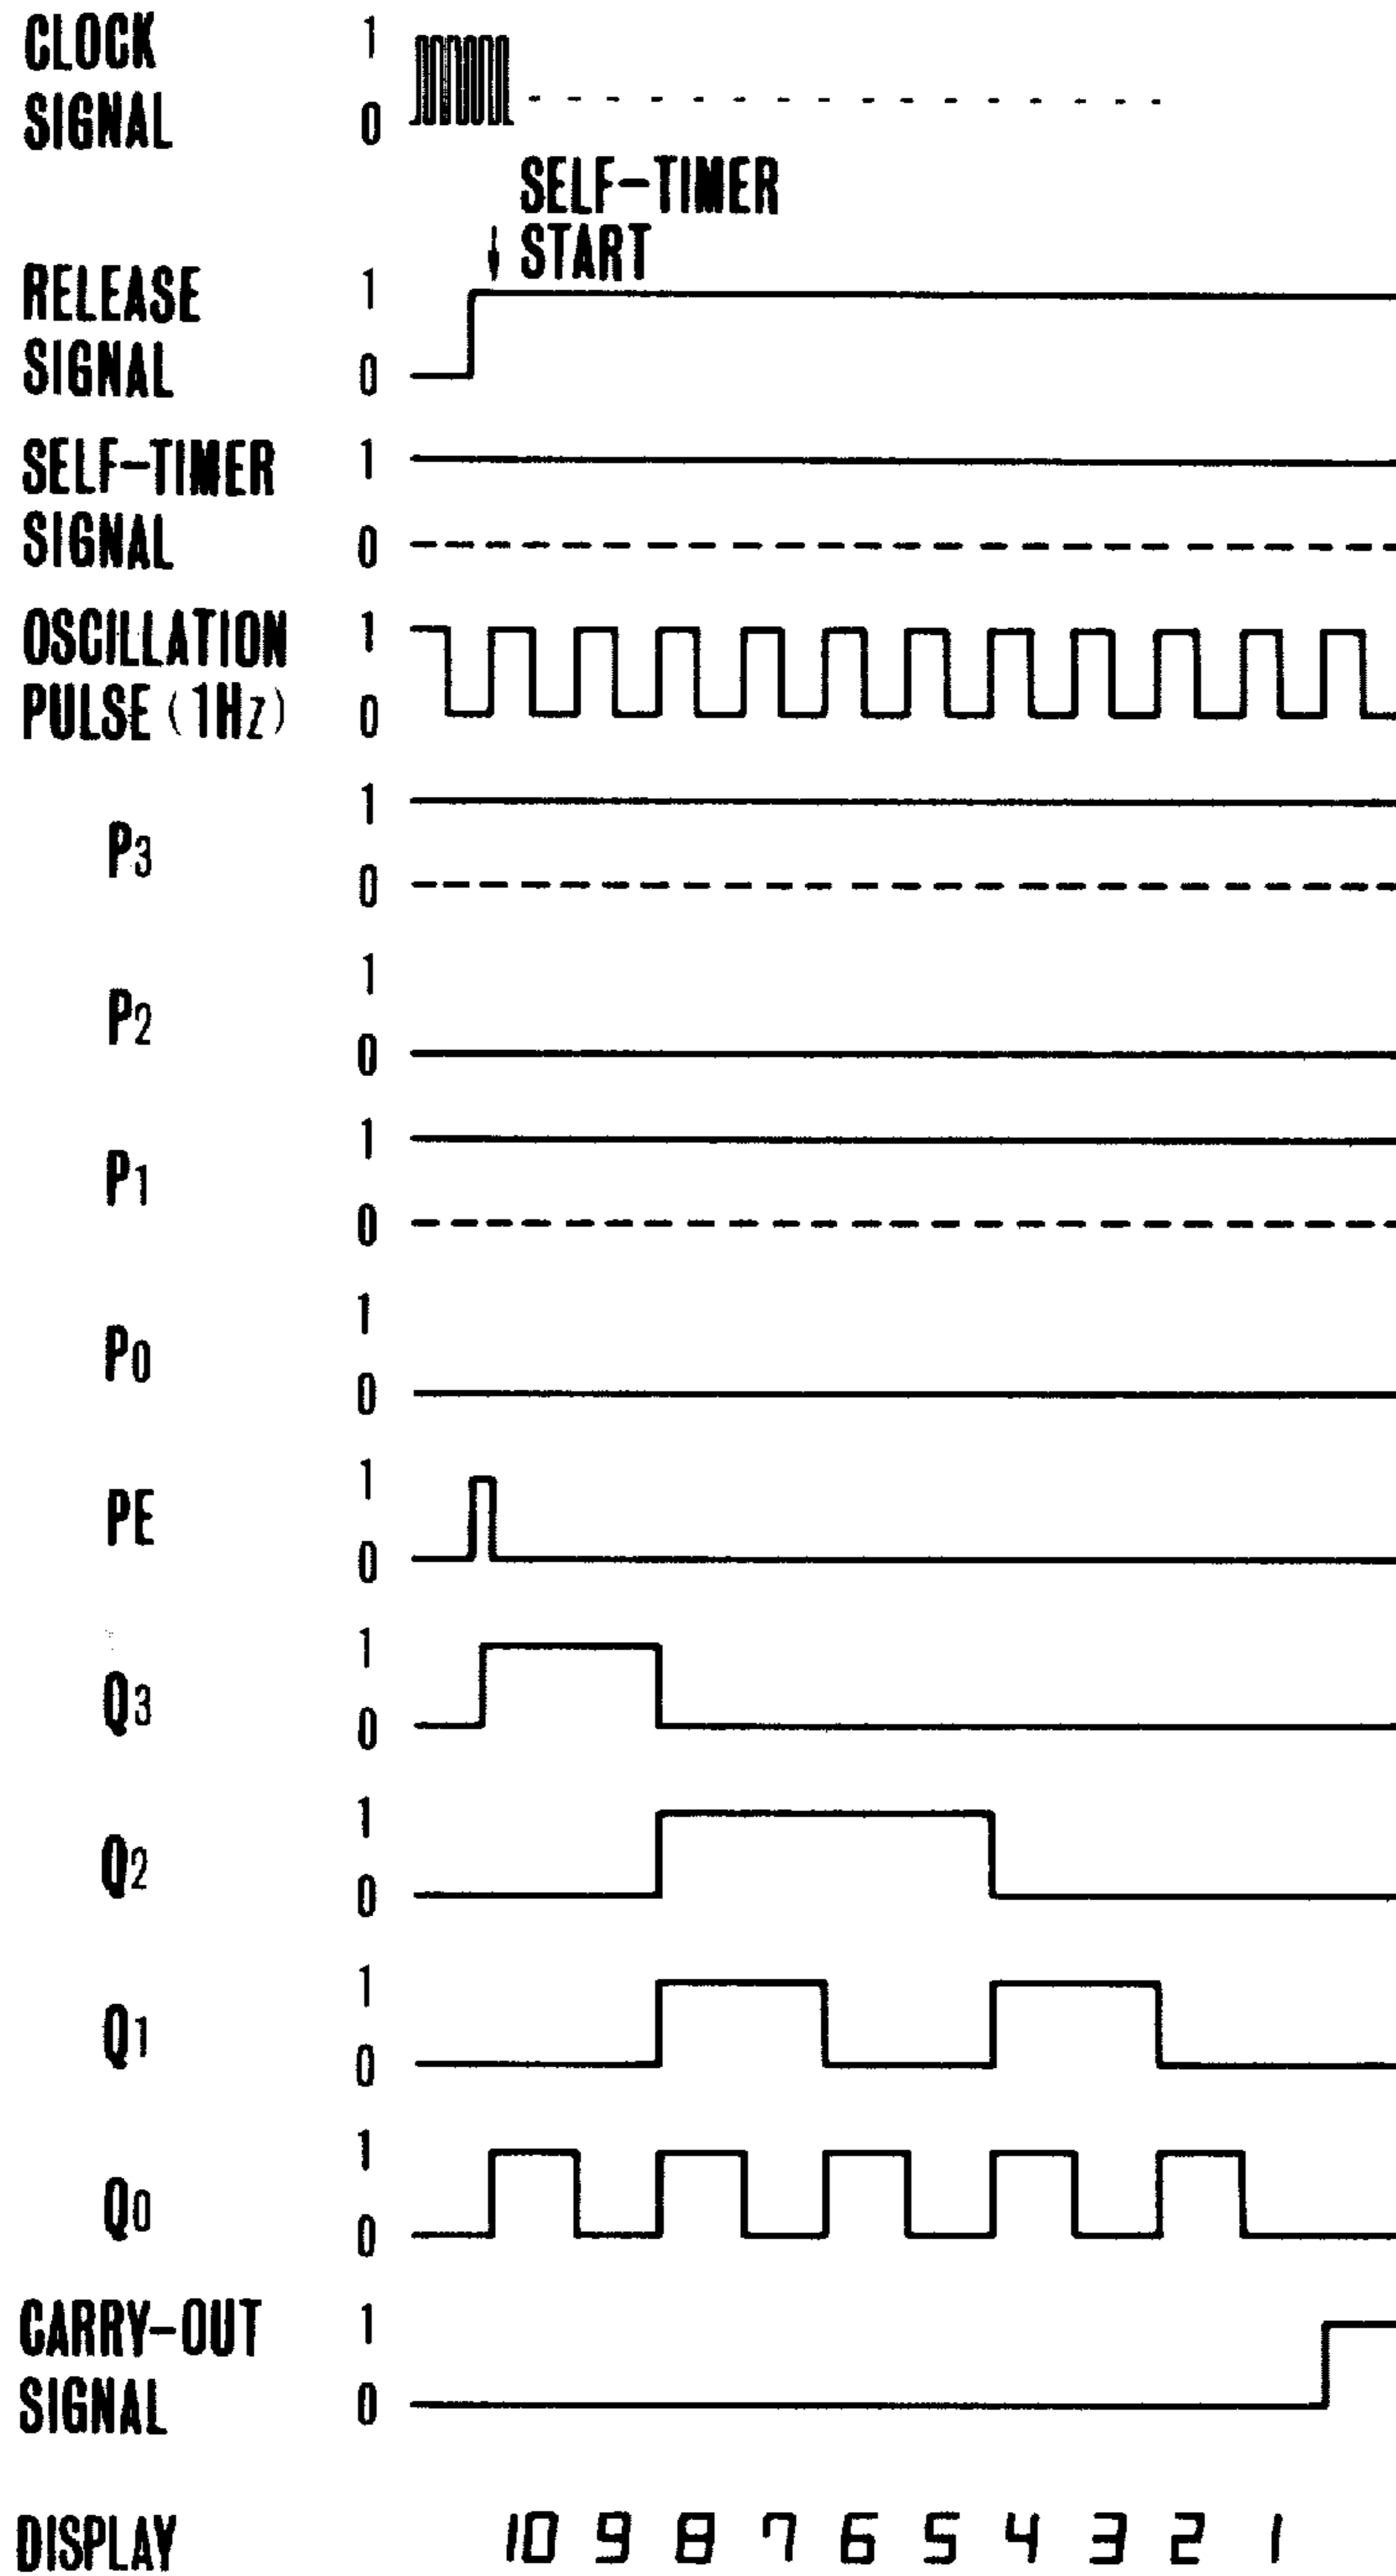 CLOCK
SIGNAL
1
0
SELF-TIMER
START
RELEASE
SIGNAL
1
0
SELF-TIMER
SIGNAL
1
0
OSCILLATION
PULSE (1Hz)
1
0
P3
1
0
P2
1
0
P1
1
0
P0
1
0
PE
1
0
Q3
1
0
Q2
1
0
Q1
1
0
Q0
1
0
CARRY-OUT
SIGNAL
1
0
DISPLAY 10 9 8 7 6 5 4 3 2 1